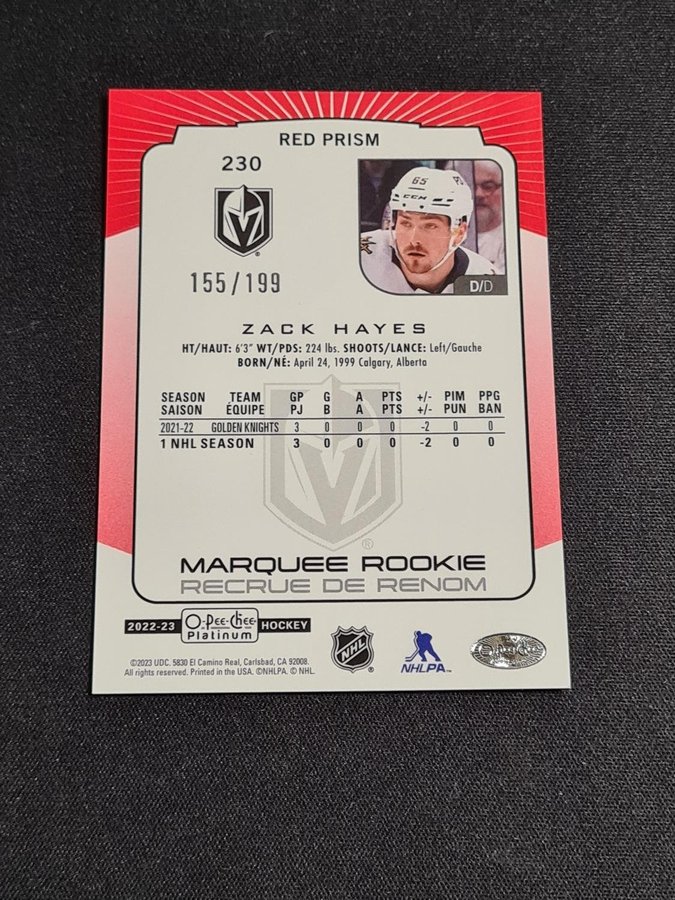 RED PRISM
230
155/199
65
D/D
ZACK HAYES
HT/HAUT: 6'3" WT/PDS: 224 lbs. SHOOTS/LANCE: Left/Gauche
BORN/NÉ: April 24, 1999 Calgary, Alberta
SEASON TEAM GP G A PTS +/- PIM PPG
SAISON ÉQUIPE PJ B A PTS +/- PUN BAN
2021-22 GOLDEN KNIGHTS 3 0 0 0 -2 0 0
1 NHL SEASON 3 0 0 0 -2 0 0
MARQUEE ROOKIE
RECRUE DE RENOM
2022-23 O-Pee-Chee Platinum HOCKEY
NHL
NHLPA
©2023 UDC. 5830 El Camino Real, Carlsbad, CA 92008.
All rights reserved. Printed in the USA. ©NHLPA. © NHL.